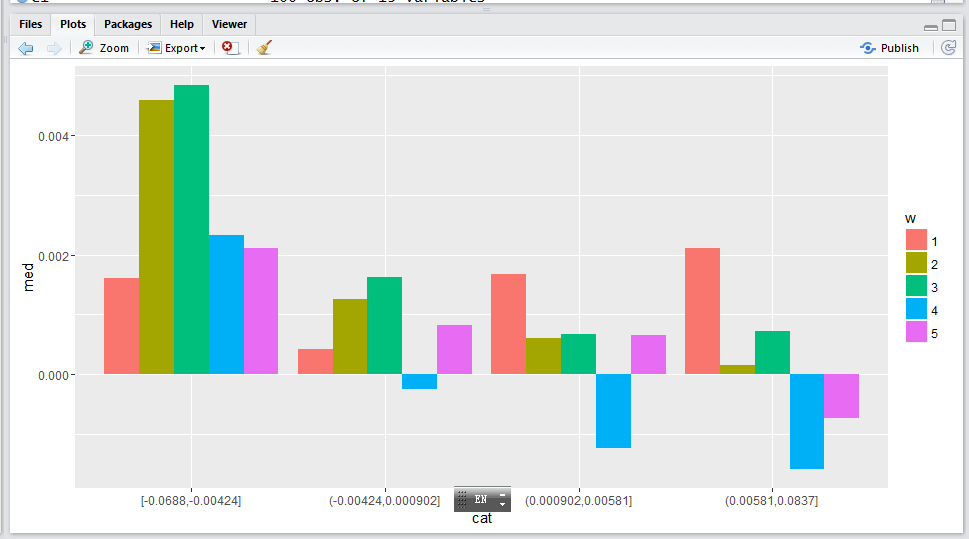 Files Plots Packages Help Viewer
Zoom Export Publish
0.004
0.002
0.000
med
[-0.0688,-0.00424]
(-0.00424,0.000902]
(0.000902,0.00581]
(0.00581,0.0837]
EN
cat
w
1
2
3
4
5